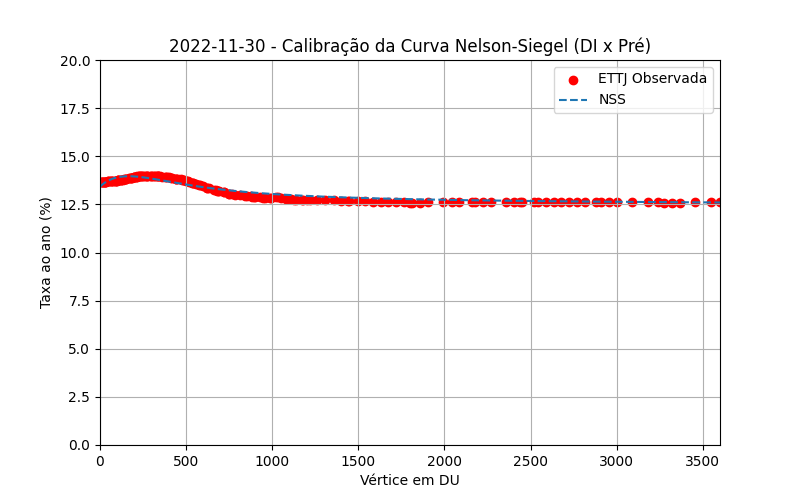 2022-11-30 - Calibração da Curva Nelson-Siegel (DI x Pré)
ETTJ Observada
NSS
Taxa ao ano (%)
20.0
17.5
15.0
12.5
10.0
7.5
5.0
2.5
0.0
0 500 1000 1500 2000 2500 3000 3500
Vértice em DU